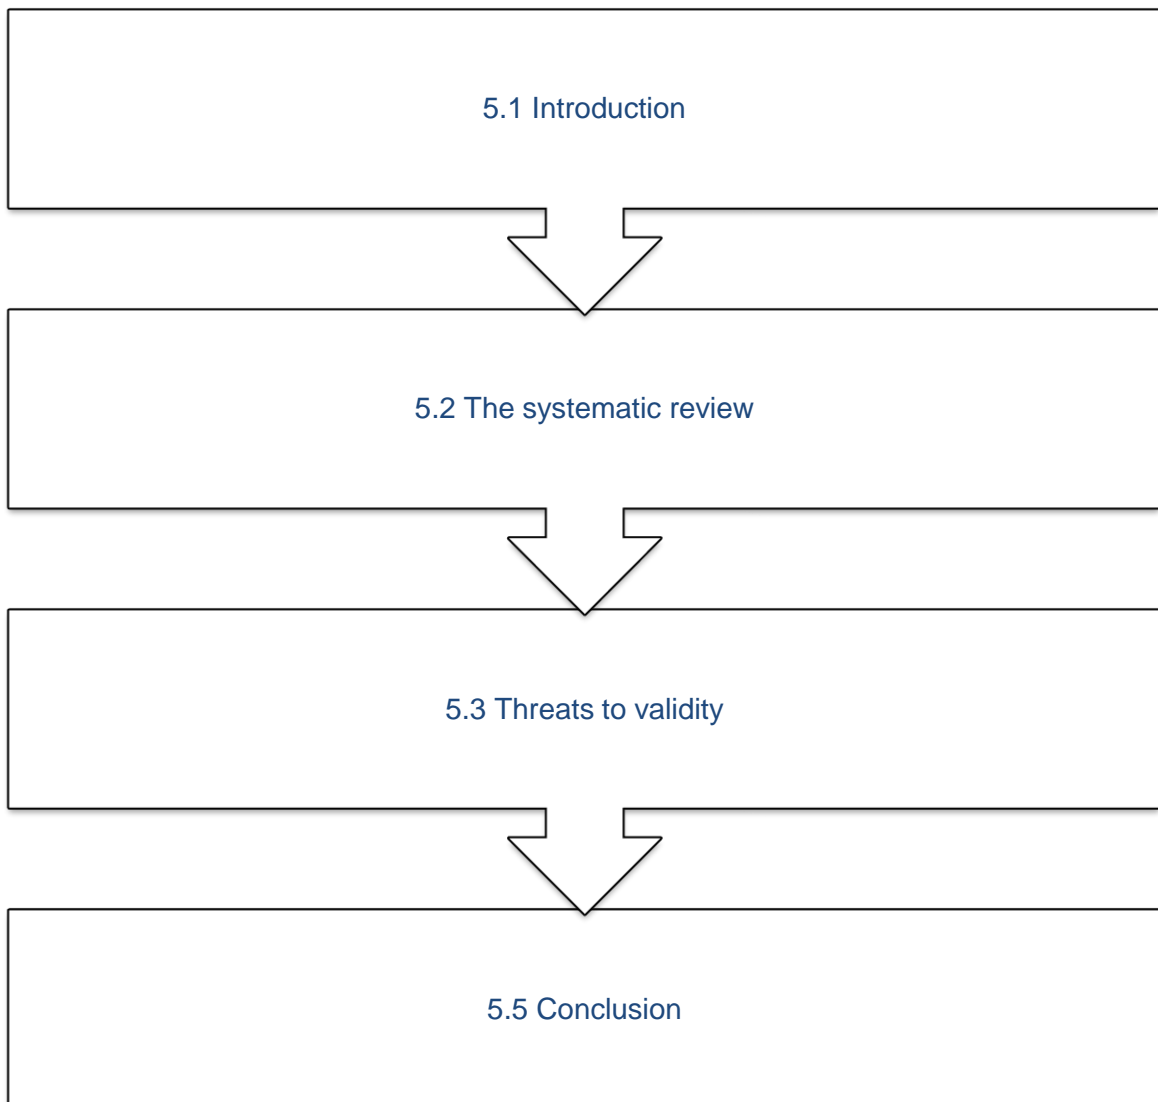 5.1 Introduction
5.2 The systematic review
5.3 Threats to validity
5.5 Conclusion